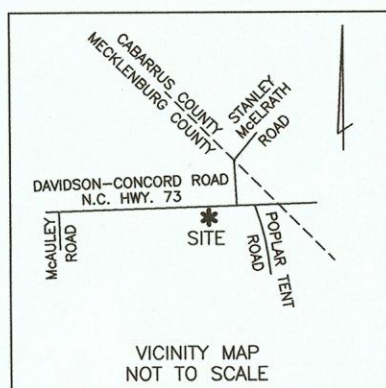 CABARRUS COUNTY
MECKLENBURG COUNTY
STANLEY
McELRATH
ROAD
DAVIDSON-CONCORD ROAD
N.C. HWY. 73
McAULEY
ROAD
*
SITE
POPLAR TENT
ROAD
VICINITY MAP
NOT TO SCALE